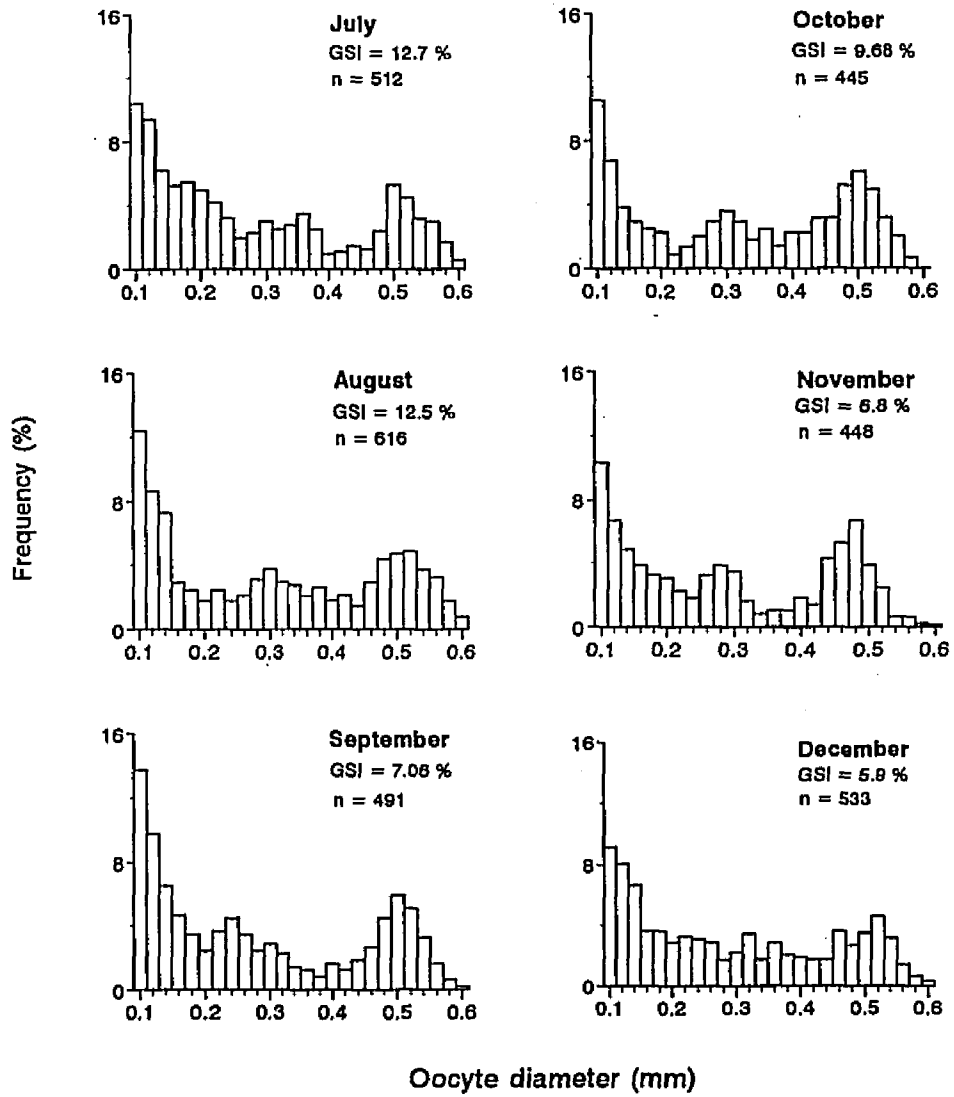 July
GSI = 12.7 %
n = 512
16
8
0
0.1 0.2 0.3 0.4 0.5 0.6
October
GSI = 9.68 %
n = 445
16
8
0
0.1 0.2 0.3 0.4 0.5 0.6
August
GSI = 12.5 %
n = 616
16
8
0
0.1 0.2 0.3 0.4 0.5 0.6
November
GSI = 6.8 %
n = 448
16
8
0
0.1 0.2 0.3 0.4 0.5 0.6
September
GSI = 7.06 %
n = 491
16
8
0
0.1 0.2 0.3 0.4 0.5 0.6
December
GSI = 5.9 %
n = 533
16
8
0
0.1 0.2 0.3 0.4 0.5 0.6
Frequency (%)
Oocyte diameter (mm)